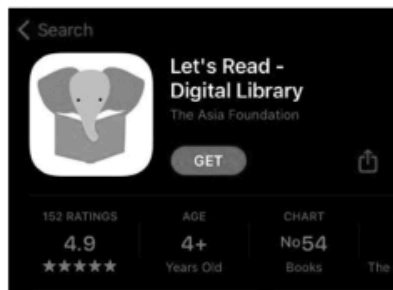 Search
Let's Read -
Digital Library
The Asia Foundation
GET
152 RATINGS
AGE
CHART
4.9
4+
No54
Years Old
Books
The